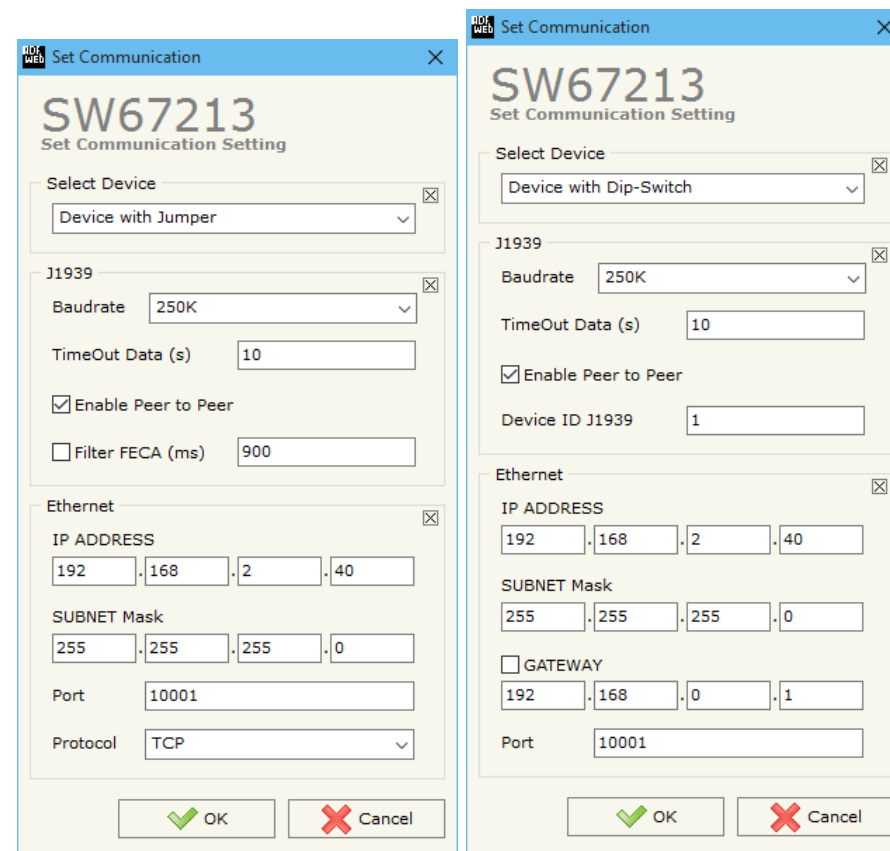 ADF
web
Set Communication
SW67213
Set Communication Setting
Select Device
Device with Jumper
J1939
Baudrate 250K
TimeOut Data (s) 10
Enable Peer to Peer
Filter FECA (ms) 900
Ethernet
IP ADDRESS
192 . 168 . 2 . 40
SUBNET Mask
255 . 255 . 255 . 0
Port 10001
Protocol TCP
OK Cancel
ADF
web
Set Communication
SW67213
Set Communication Setting
Select Device
Device with Dip-Switch
J1939
Baudrate 250K
TimeOut Data (s) 10
Enable Peer to Peer
Device ID J1939 1
Ethernet
IP ADDRESS
192 . 168 . 2 . 40
SUBNET Mask
255 . 255 . 255 . 0
GATEWAY
192 . 168 . 0 . 1
Port 10001
OK Cancel